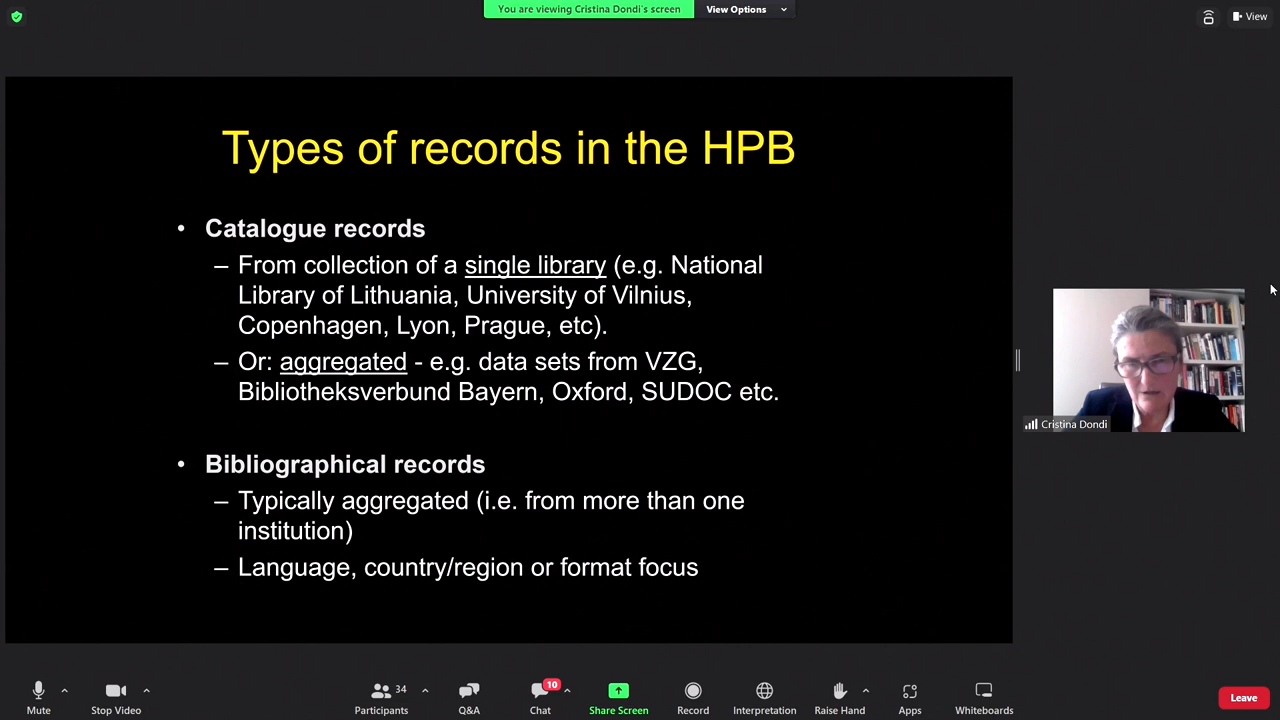 You are viewing Cristina Dondi's screen
View Options
View
Types of records in the HPB
• Catalogue records
– From collection of a single library (e.g. National
Library of Lithuania, University of Vilnius,
Copenhagen, Lyon, Prague, etc).
– Or: aggregated - e.g. data sets from VZG,
Bibliotheksverbund Bayern, Oxford, SUDOC etc.
• Bibliographical records
– Typically aggregated (i.e. from more than one
institution)
– Language, country/region or format focus
Cristina Dondi
34
10
Mute
Stop Video
Participants
Q&A
Chat
Share Screen
Record
Interpretation
Raise Hand
Apps
Whiteboards
Leave